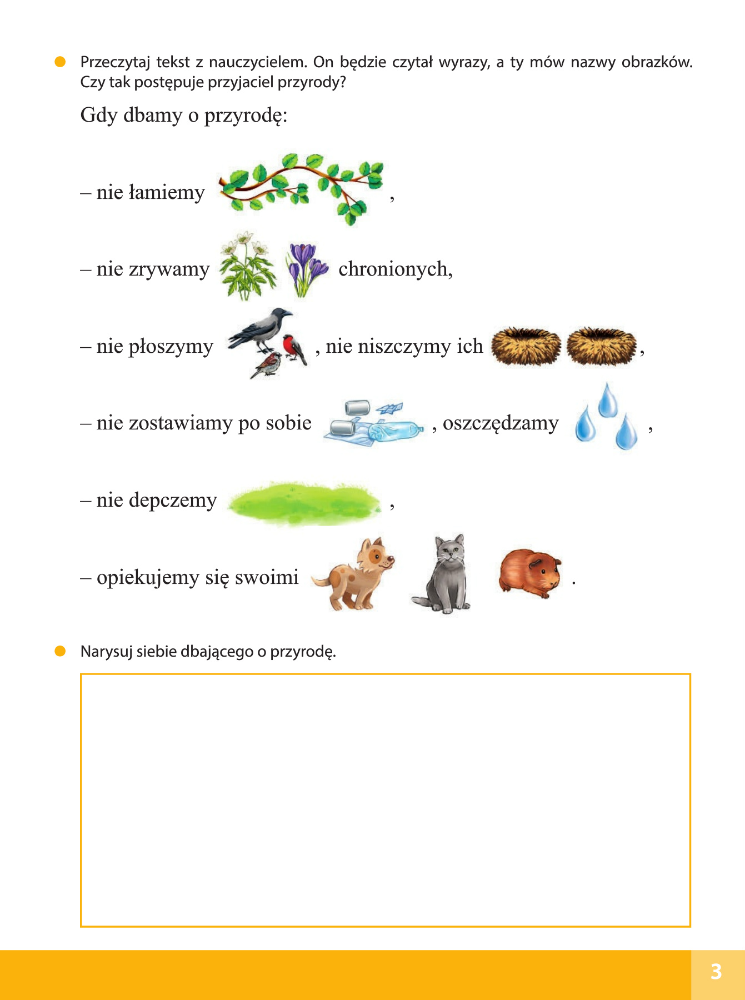 Przeczytaj tekst z nauczycielem. On będzie czytał wyrazy, a ty mów nazwy obrazków.
Czy tak postępuje przyjaciel przyrody?
Gdy dbamy o przyrodę:
– nie łamiemy ,
– nie zrywamy chronionych,
– nie płoszymy , nie niszczymy ich ,
– nie zostawiamy po sobie , oszczędzamy ,
– nie depczemy ,
– opiekujemy się swoimi .
Narysuj siebie dbającego o przyrodę.
3